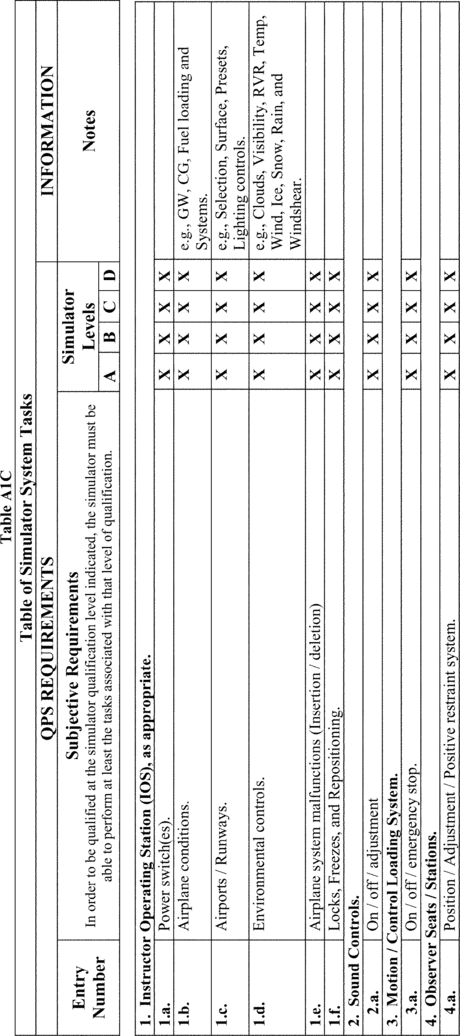 Table A1C
Table of Simulator System Tasks
QPS REQUIREMENTS
INFORMATION
Entry
Number
Subjective Requirements
In order to be qualified at the simulator qualification level indicated, the simulator must be
able to perform at least the tasks associated with that level of qualification.
Simulator
Levels
A B C D
Notes
1. Instructor Operating Station (IOS), as appropriate.
1.a. Power switch(es). X X X X
1.b. Airplane conditions. X X X X e.g., GW, CG, Fuel loading and
Systems.
1.c. Airports / Runways. X X X X e.g., Selection, Surface, Presets,
Lighting controls.
1.d. Environmental controls. X X X X e.g., Clouds, Visibility, RVR, Temp,
Wind, Ice, Snow, Rain, and
Windshear.
1.e. Airplane system malfunctions (Insertion / deletion) X X X X
1.f. Locks, Freezes, and Repositioning. X X X X
2. Sound Controls.
2.a. On / off / adjustment X X X X
3. Motion / Control Loading System.
3.a. On / off / emergency stop. X X X X
4. Observer Seats / Stations.
4.a. Position / Adjustment / Positive restraint system. X X X X